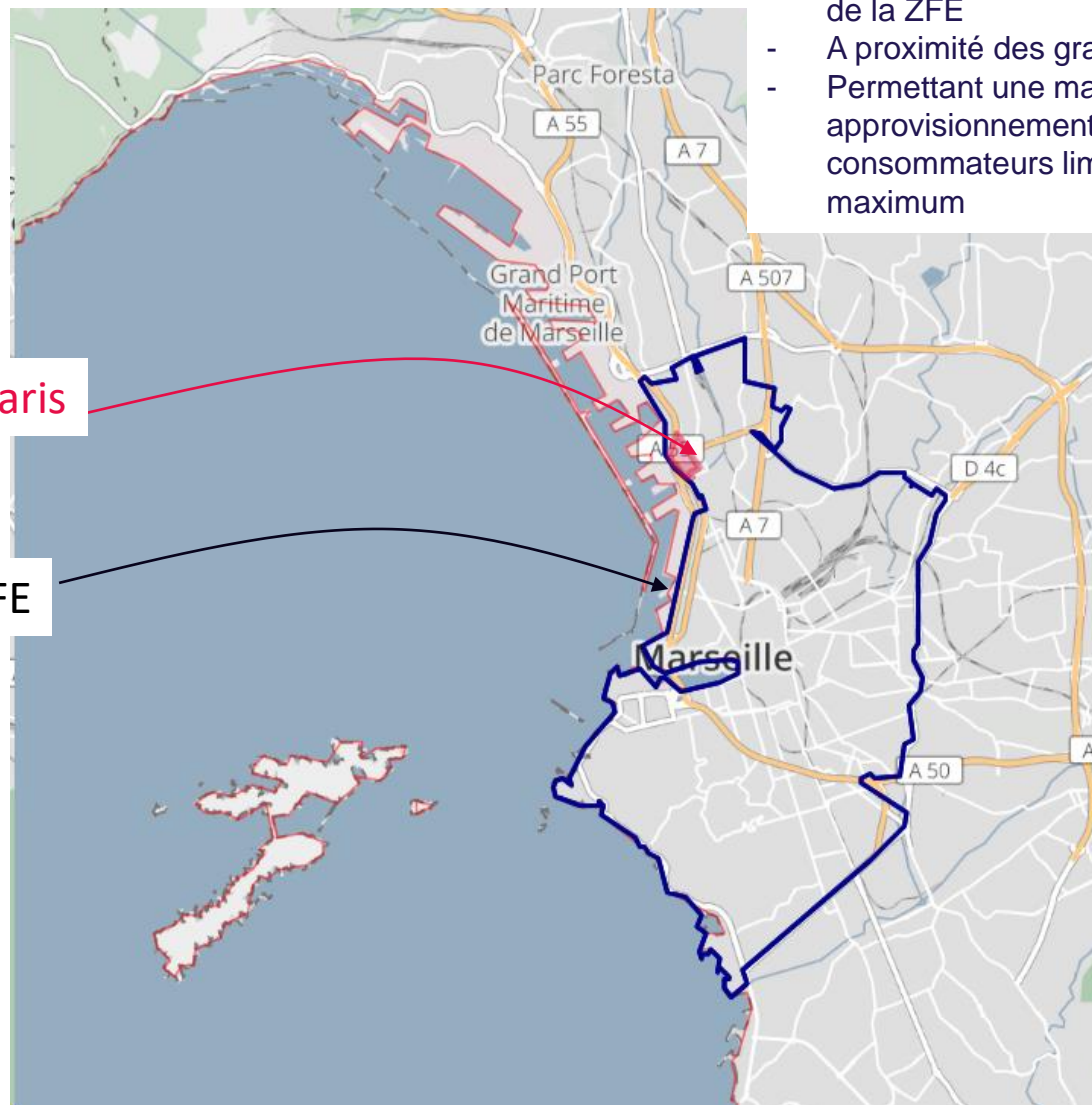 de la ZFE
- A proximité des gra
- Permettant une ma
approvisionnement
consommateurs lim
maximum
Parc Foresta
A 55
A 7
Grand Port
Maritime
de Marseille
A 507
aris
A 5
D 4c
A 7
FE
Marseille
A 50
A